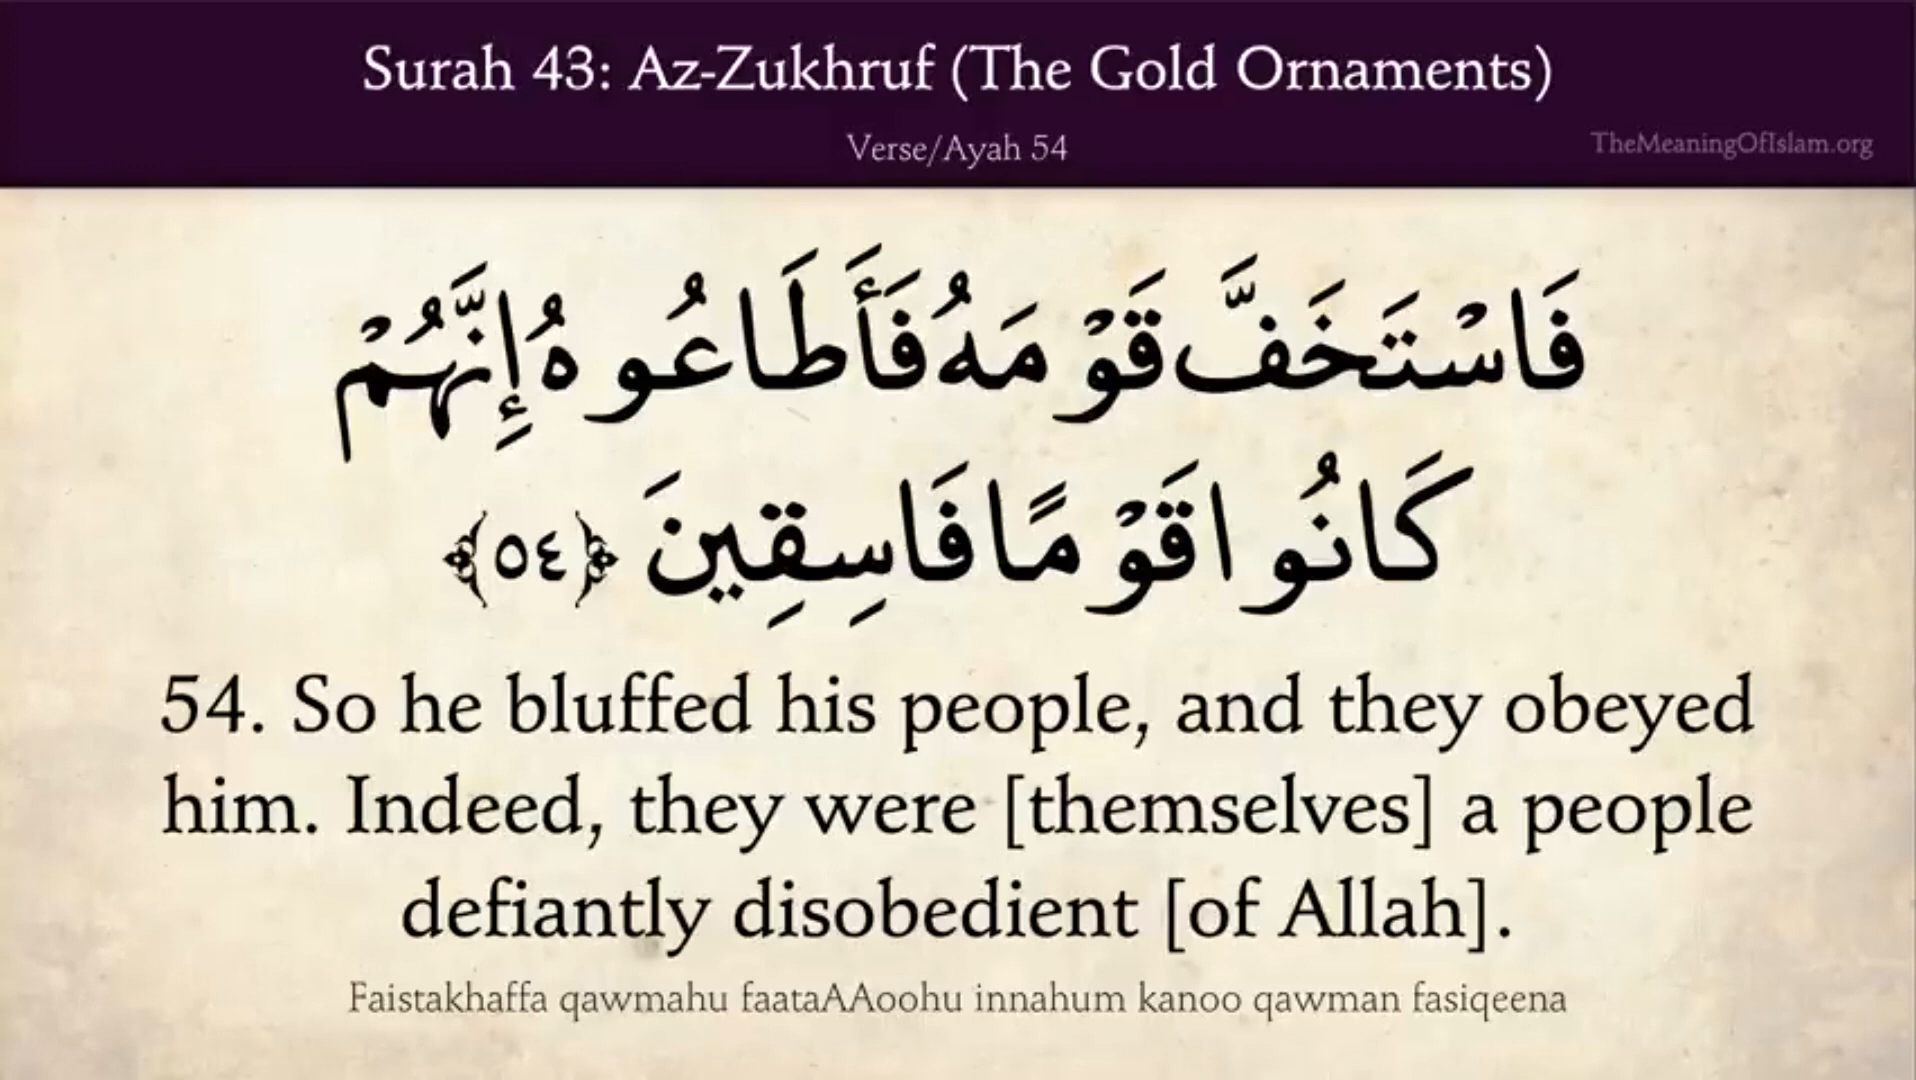 Surah 43: Az-Zukhruf (The Gold Ornaments)
Verse/Ayah 54
TheMeaningOfIslam.org
فَاسْتَخَفَّ قَوْمَهُ فَأَطَاعُوهُ إِنَّهُمْ
كَانُوا قَوْمًا فَاسِقِينَ ﴿٥٤﴾
54. So he bluffed his people, and they obeyed
him. Indeed, they were [themselves] a people
defiantly disobedient [of Allah].
Faistakhaffa qawmahu faataAAoohu innahum kanoo qawman fasiqeena